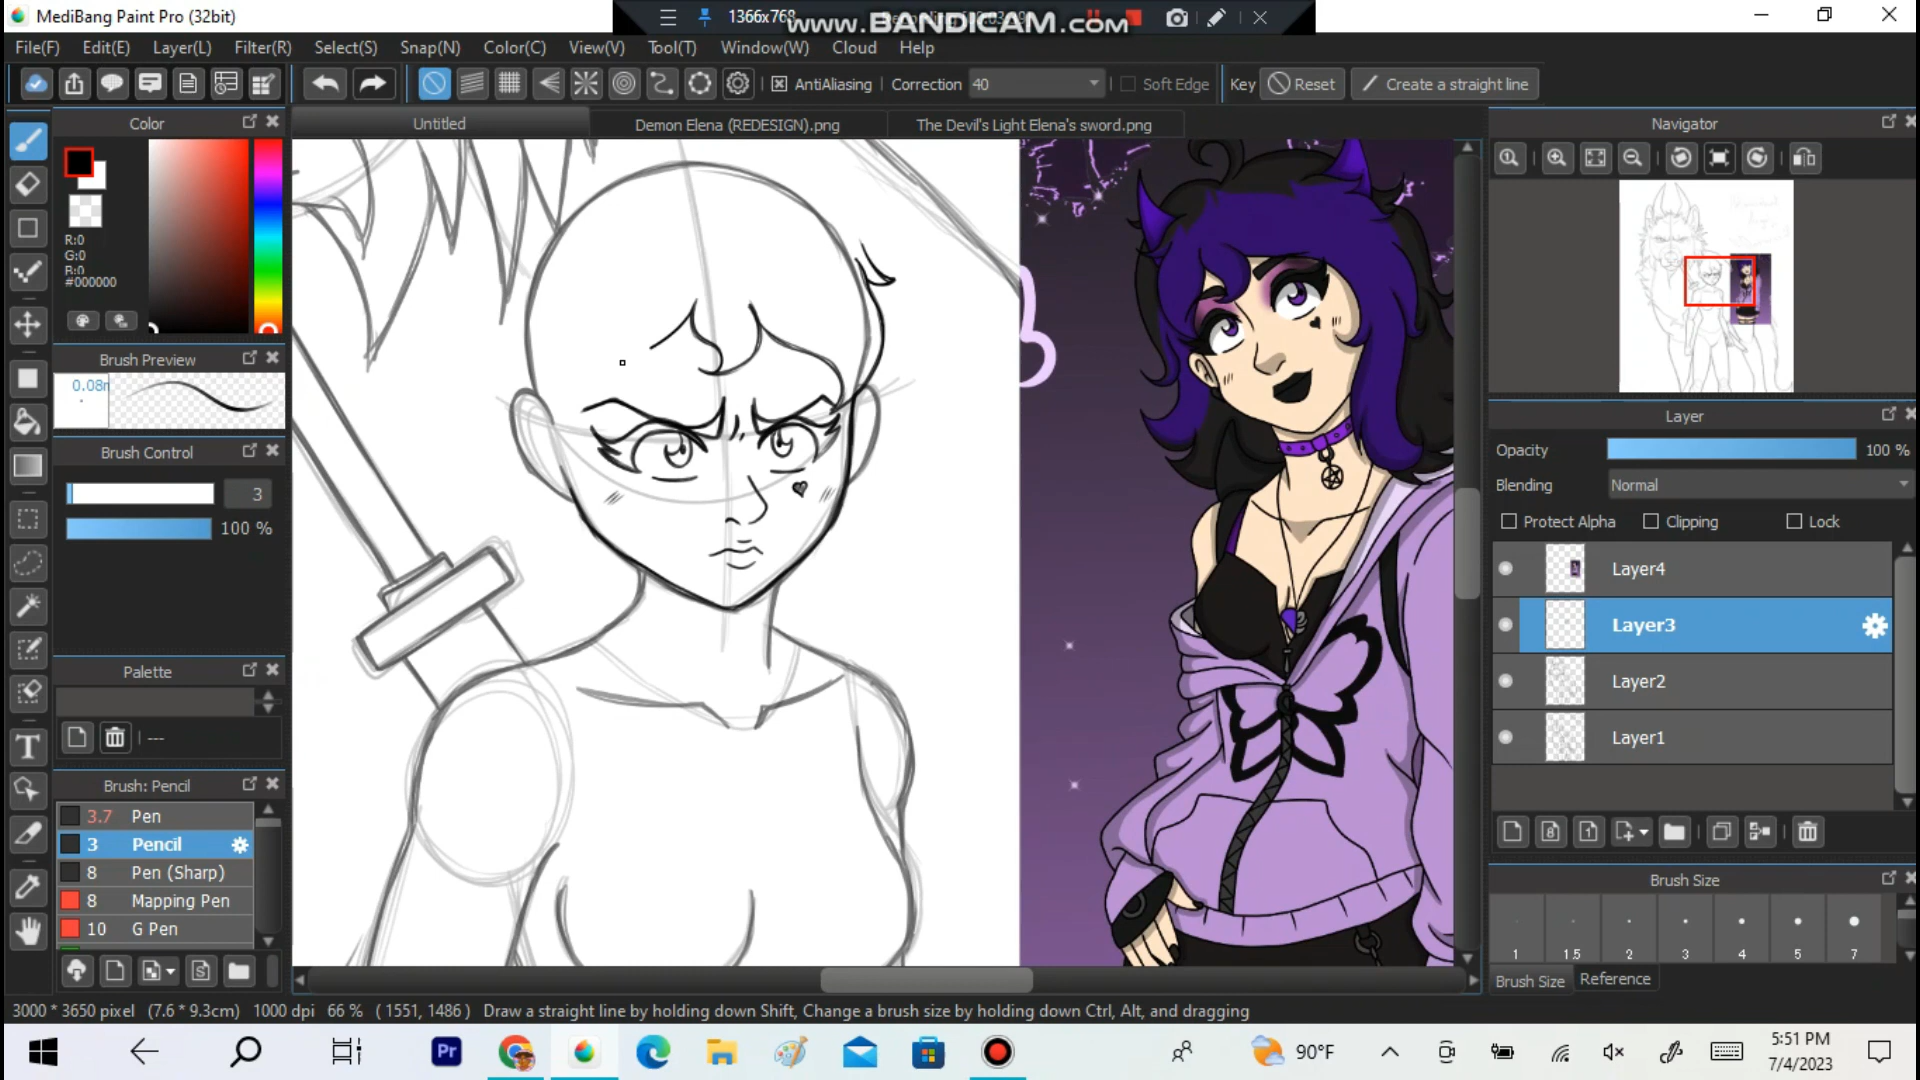 MediBang Paint Pro (32bit)
1366x768
www.BANDICAM.com
File(F) Edit(E) Layer(L) Filter(R) Select(S) Snap(N) Color(C) View(V) Tool(T) Window(W) Cloud Help
AntiAliasing Correction 40 Soft Edge Key Reset Create a straight line
Color
Untitled
Demon Elena (REDESIGN).png
The Devil's Light Elena's sword.png
Navigator
R:0
G:0
B:0
#000000
Brush Preview
0.08m
Brush Control
3
100 %
Palette
---
Brush: Pencil
3.7 Pen
3 Pencil
8 Pen (Sharp)
8 Mapping Pen
10 G Pen
Layer
Opacity 100 %
Blending Normal
Protect Alpha Clipping Lock
Layer4
Layer3
Layer2
Layer1
Brush Size
1 1.5 2 3 4 5 7
Brush Size Reference
3000 * 3650 pixel (7.6 * 9.3cm) 1000 dpi 66 % ( 1551, 1486 ) Draw a straight line by holding down Shift, Change a brush size by holding down Ctrl, Alt, and dragging
Pr
90°F
5:51 PM
7/4/2023